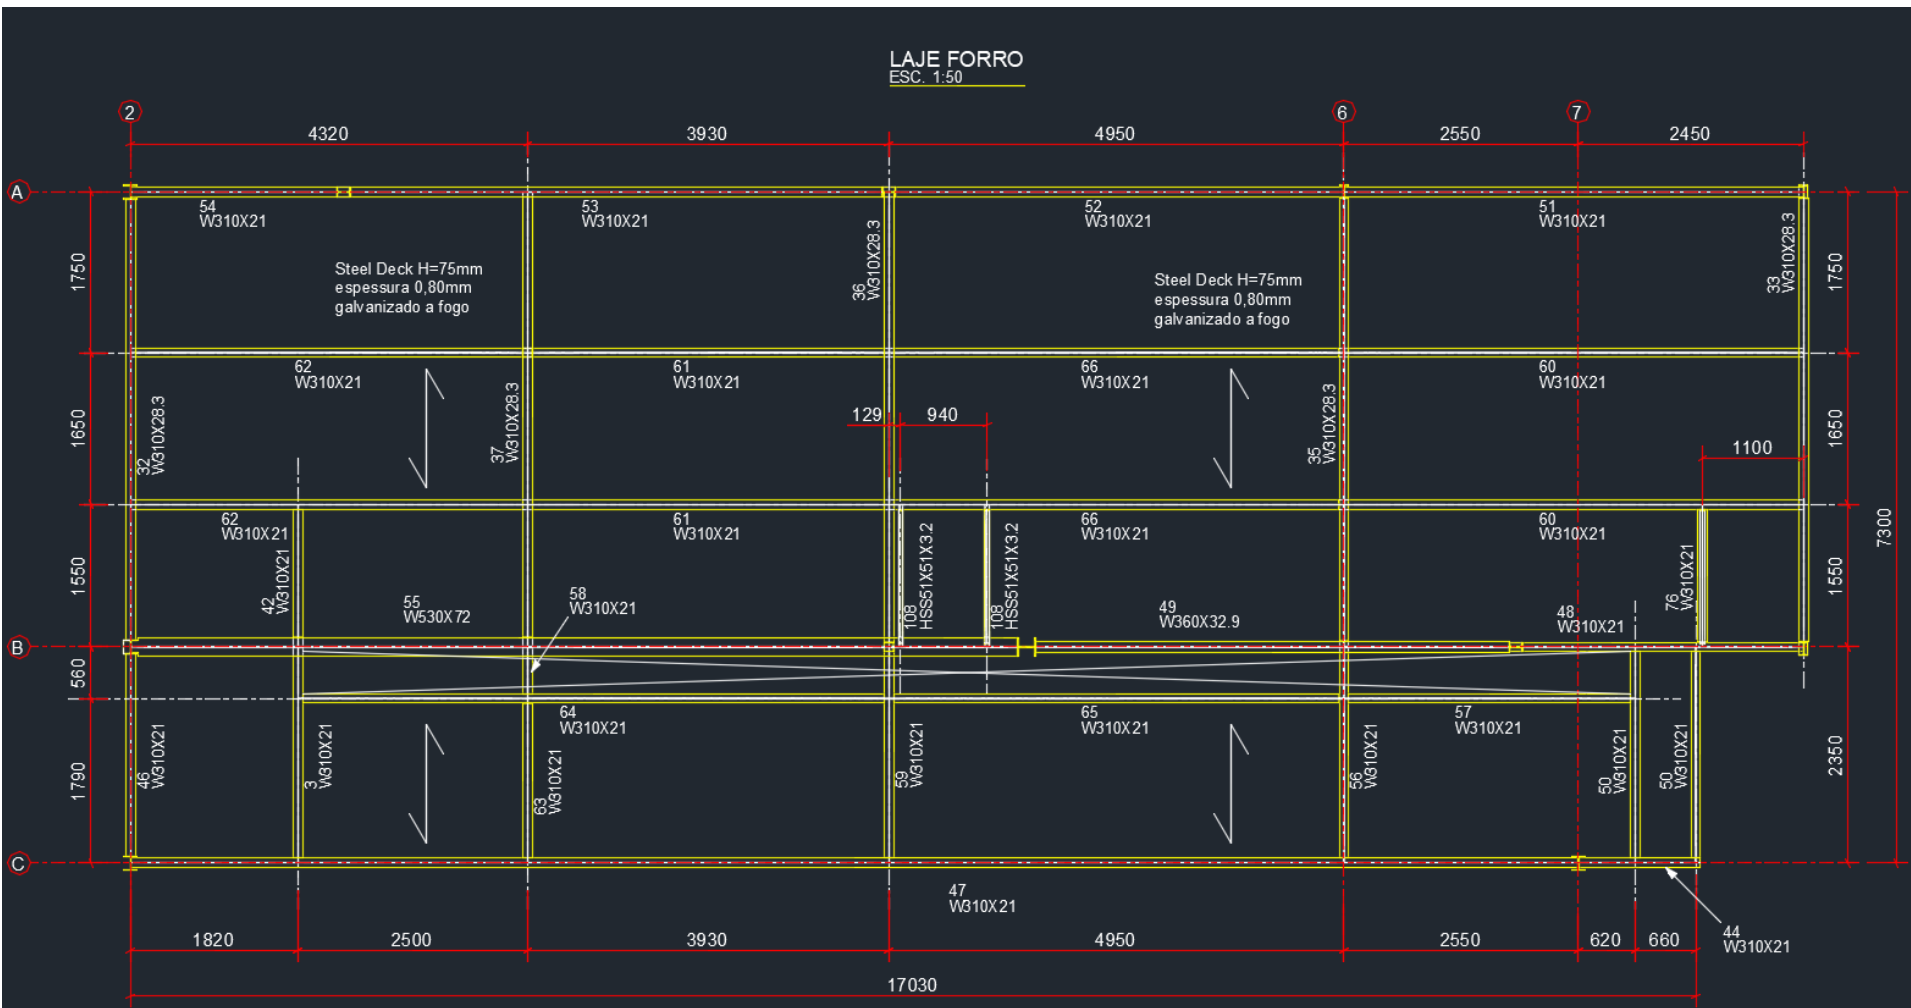 LAJE FORRO
ESC. 1:50
2
6
7
4320
3930
4950
2550
2450
A
54
W310X21
53
W310X21
52
W310X21
51
W310X21
1750
Steel Deck H=75mm
espessura 0,80mm
galvanizado a fogo
36
W310X28.3
Steel Deck H=75mm
espessura 0,80mm
galvanizado a fogo
33
W310X28.3
1750
62
W310X21
61
W310X21
66
W310X21
60
W310X21
1650
32
W310X28.3
37
W310X28.3
129
940
35
W310X28.3
1100
1650
7300
62
W310X21
61
W310X21
66
W310X21
60
W310X21
1550
42
W310X21
55
W530X72
58
W310X21
108
HSS51X51X3.2
108
HSS51X51X3.2
49
W360X32.9
48
W310X21
76
W310X21
1550
B
560
64
W310X21
65
W310X21
57
W310X21
1790
46
W310X21
3
W310X21
63
W310X21
59
W310X21
56
W310X21
50
W310X21
50
W310X21
2350
C
47
W310X21
44
W310X21
1820
2500
3930
4950
2550
620
660
17030